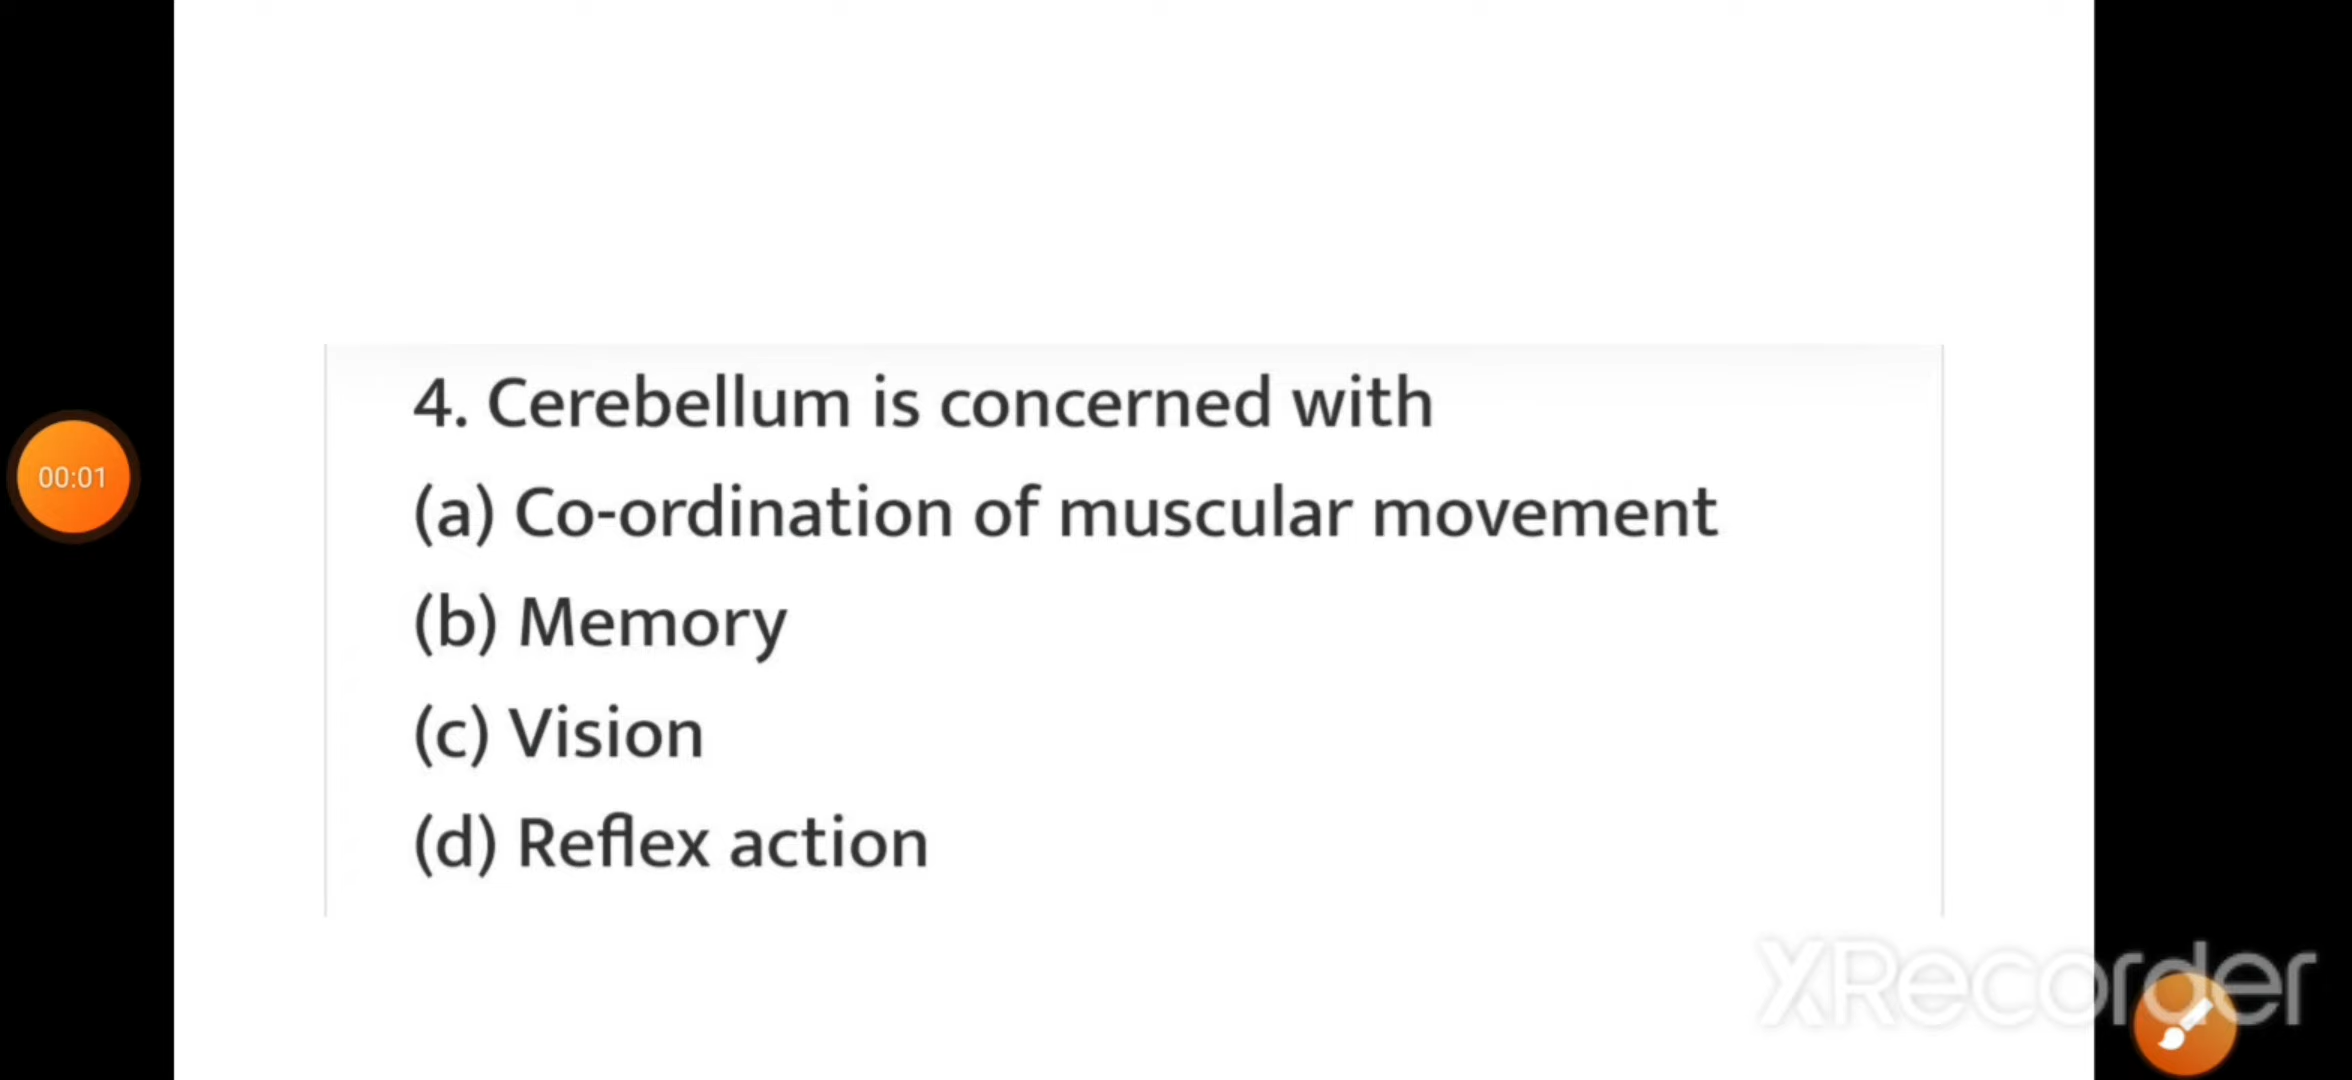 4. Cerebellum is concerned with
(a) Co-ordination of muscular movement
00:01
(b) Memory
(c) Vision
(d) Reflex action
XRecorder